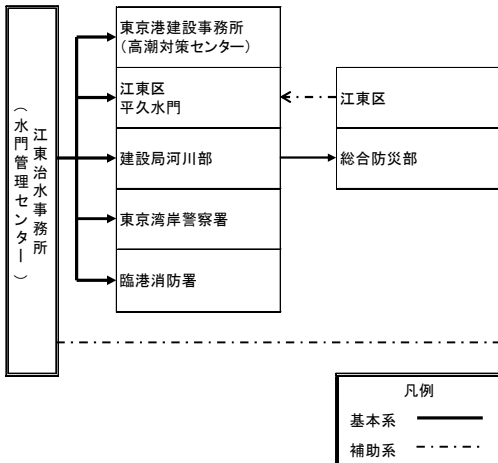 江東治水事務所
（水門管理センター）
東京港建設事務所
（高潮対策センター）
江東区
平久水門
江東区
建設局河川部
総合防災部
東京湾岸警察署
臨港消防署
凡例
基本系
補助系